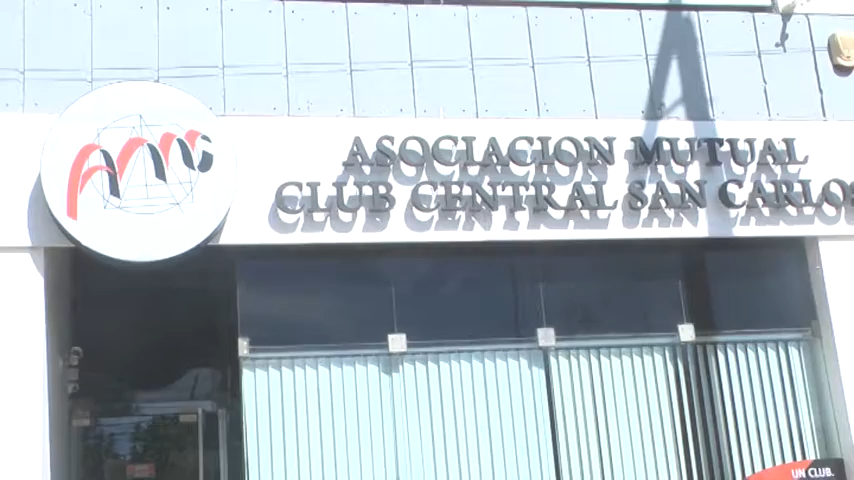 ASOCIACION MUTUAL
CLUB CENTRAL SAN CARLOS
UN CLUB.